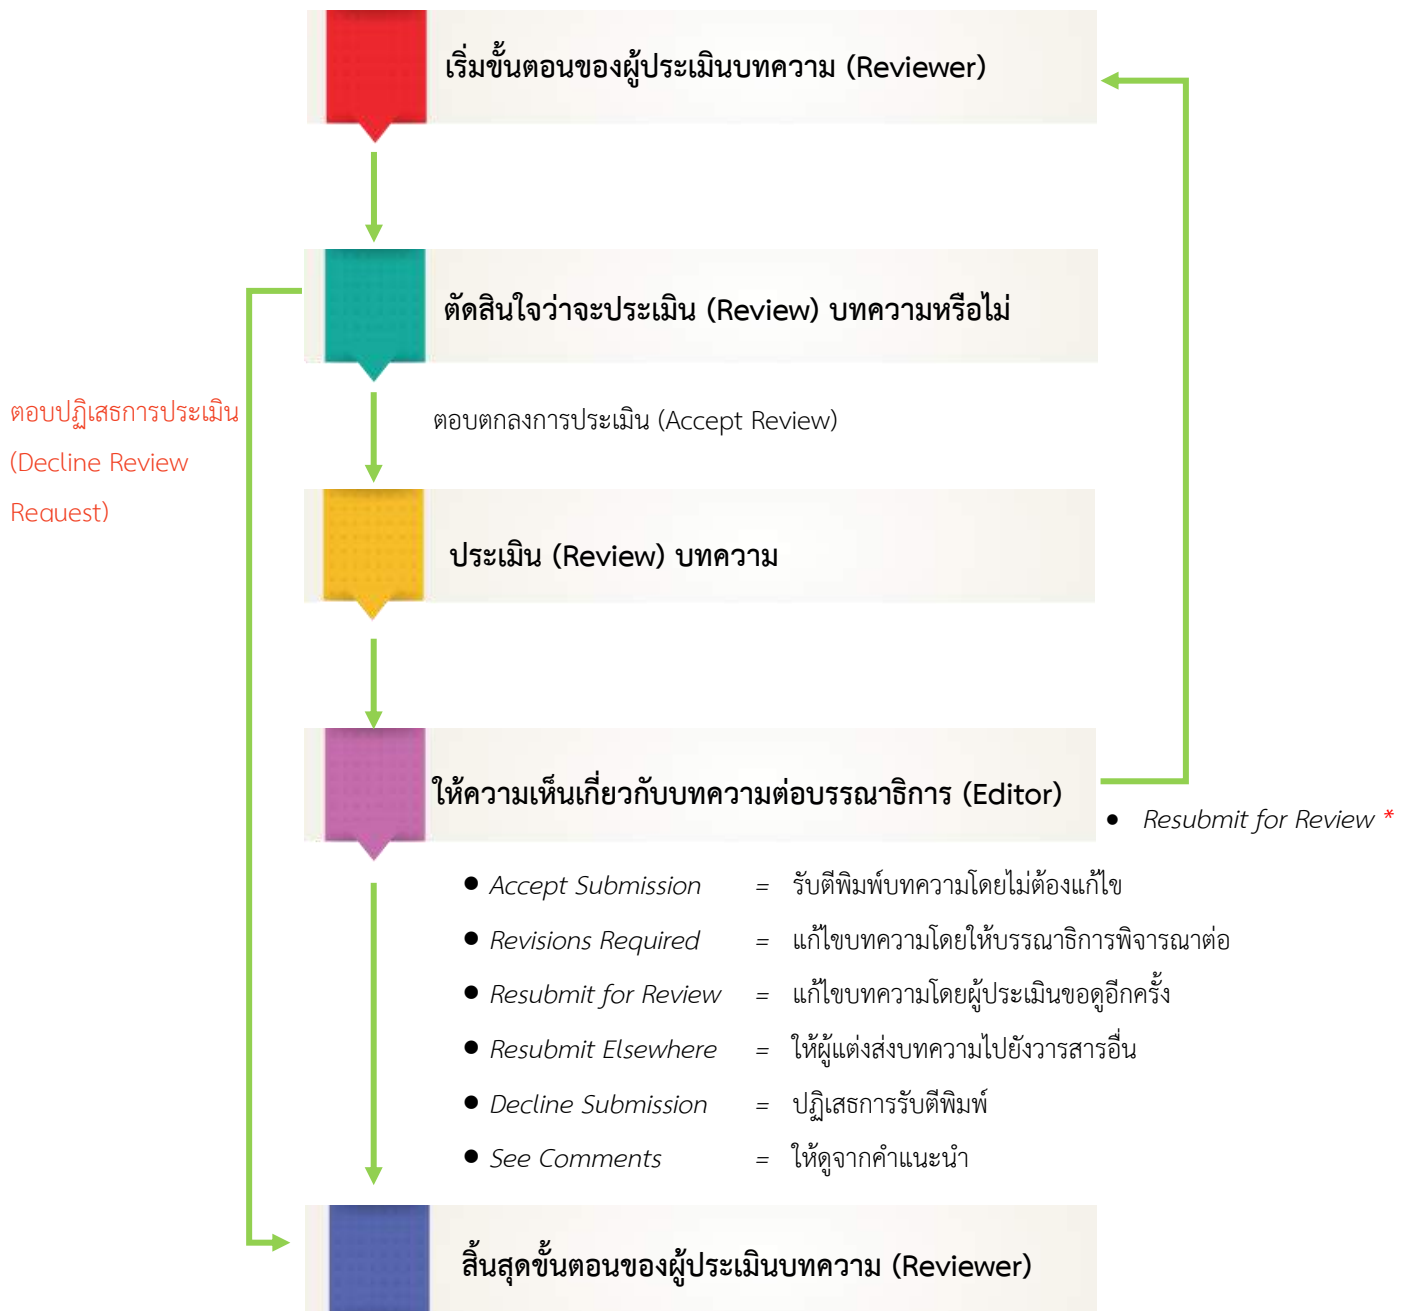 เริ่มขั้นตอนของผู้ประเมินบทความ (Reviewer)
ตัดสินใจว่าจะประเมิน (Review) บทความหรือไม่
ตอบปฏิเสธการประเมิน
(Decline Review
Request)
ตอบตกลงการประเมิน (Accept Review)
ประเมิน (Review) บทความ
ให้ความเห็นเกี่ยวกับบทความต่อบรรณาธิการ (Editor)
● Resubmit for Review *
● Accept Submission = รับตีพิมพ์บทความโดยไม่ต้องแก้ไข
● Revisions Required = แก้ไขบทความโดยให้บรรณาธิการพิจารณาต่อ
● Resubmit for Review = แก้ไขบทความโดยผู้ประเมินขอดูอีกครั้ง
● Resubmit Elsewhere = ให้ผู้แต่งส่งบทความไปยังวารสารอื่น
● Decline Submission = ปฏิเสธการรับตีพิมพ์
● See Comments = ให้ดูจากคำแนะนำ
สิ้นสุดขั้นตอนของผู้ประเมินบทความ (Reviewer)